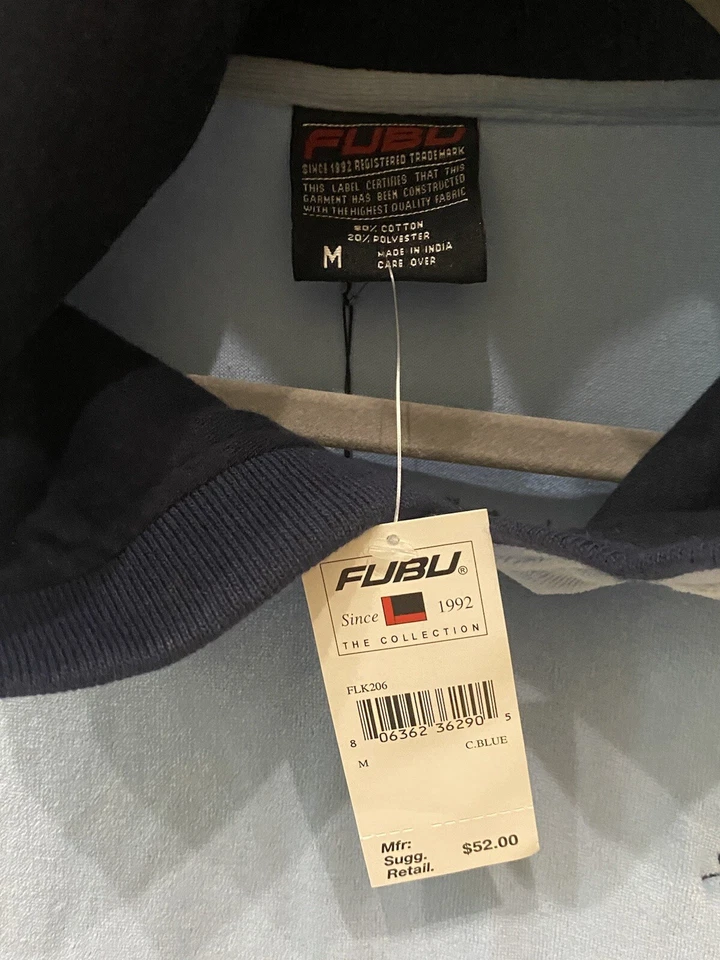 FUBU
SINCE 1992 REGISTERED TRADEMARK
THIS LABEL CERTIFIES THAT THIS
GARMENT HAS BEEN CONSTRUCTED
WITH THE HIGHEST QUALITY FABRIC
80% COTTON
20% POLYESTER
M
MADE IN INDIA
CARE OVER
FUBU®
Since 1992
THE COLLECTION
FLK206
8 06362 36290 5
M C.BLUE
Mfr:
Sugg. $52.00
Retail.